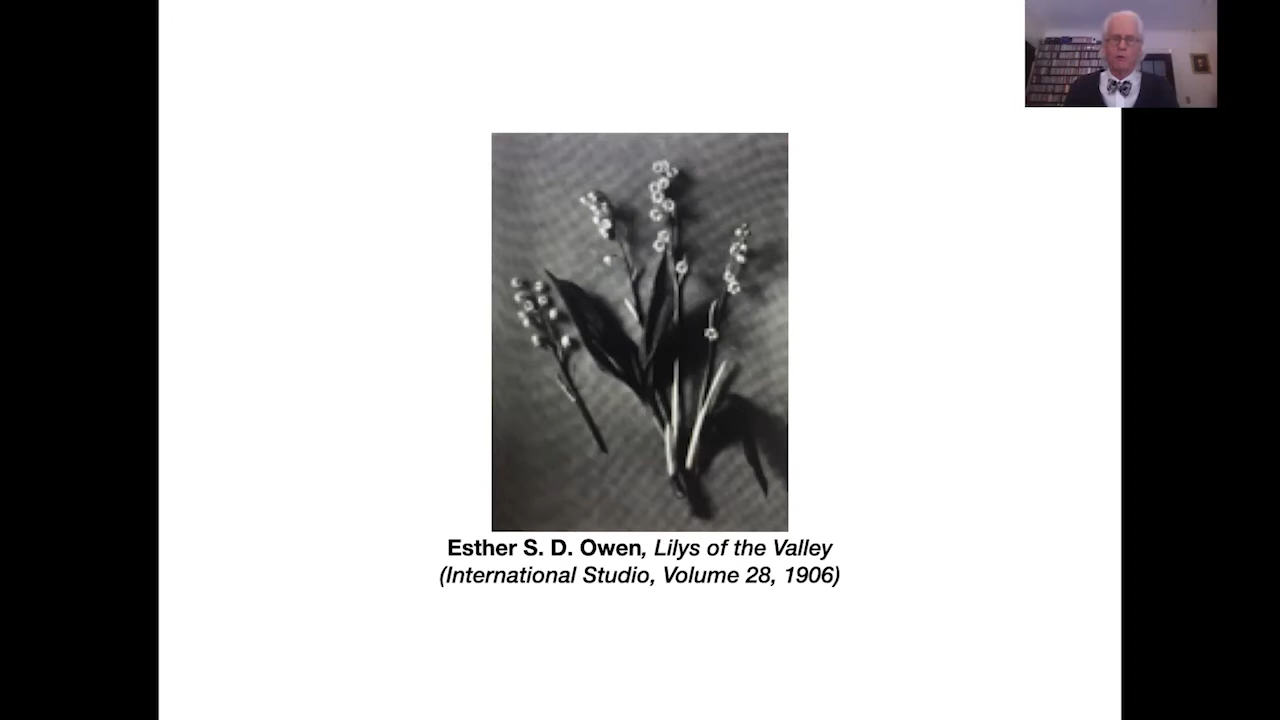 Esther S. D. Owen, Lilys of the Valley
(International Studio, Volume 28, 1906)